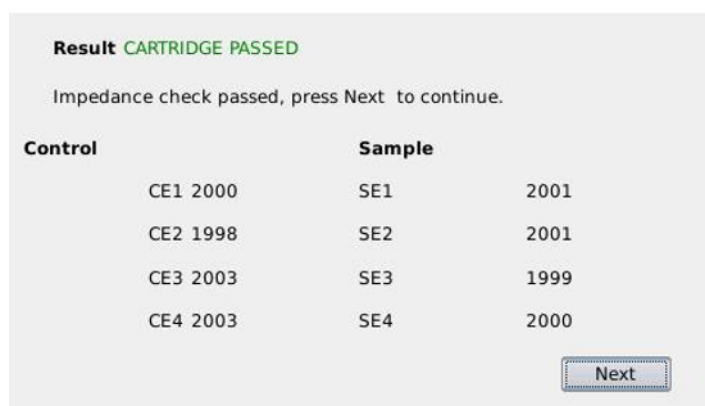 Result CARTRIDGE PASSED
Impedance check passed, press Next to continue.
Control Sample
CE1 2000 SE1 2001
CE2 1998 SE2 2001
CE3 2003 SE3 1999
CE4 2003 SE4 2000
Next